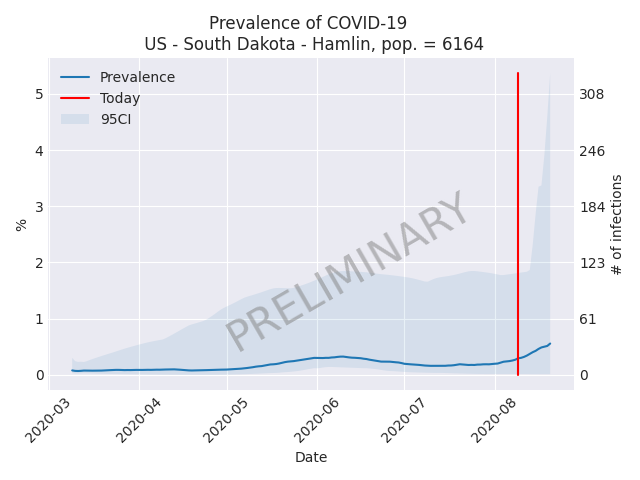 Prevalence of COVID-19
US - South Dakota - Hamlin, pop. = 6164
Prevalence
Today
95CI
PRELIMINARY
5
4
3
2
1
0
%
308
246
184
123
61
0
# of infections
2020-03
2020-04
2020-05
2020-06
2020-07
2020-08
Date